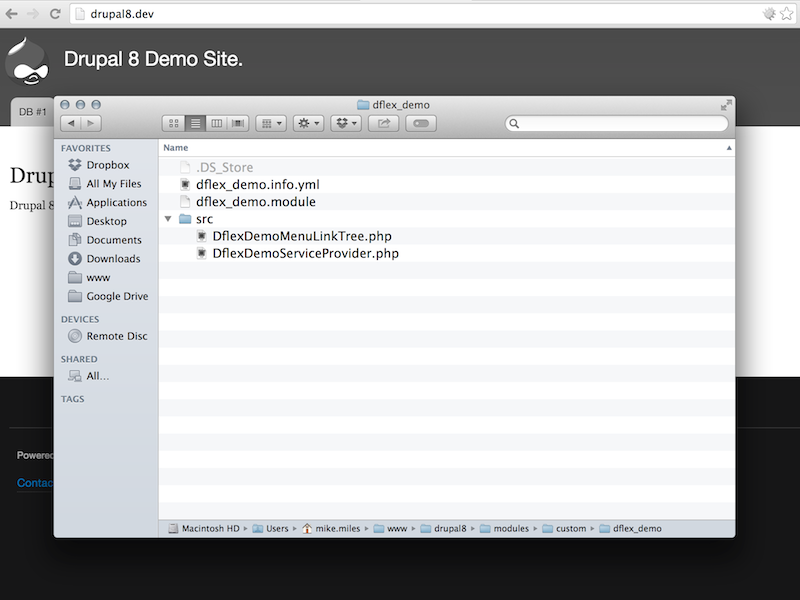 drupal8.dev
Drupal 8 Demo Site.
DB #1
dflex_demo
FAVORITES
Dropbox
All My Files
Applications
Desktop
Documents
Downloads
www
Google Drive
DEVICES
Remote Disc
SHARED
All...
TAGS
Name
.DS_Store
dflex_demo.info.yml
dflex_demo.module
src
DflexDemoMenuLinkTree.php
DflexDemoServiceProvider.php
Macintosh HD Users mike.miles www drupal8 modules custom dflex_demo
Drup
Drupal 8
Powered
Contac